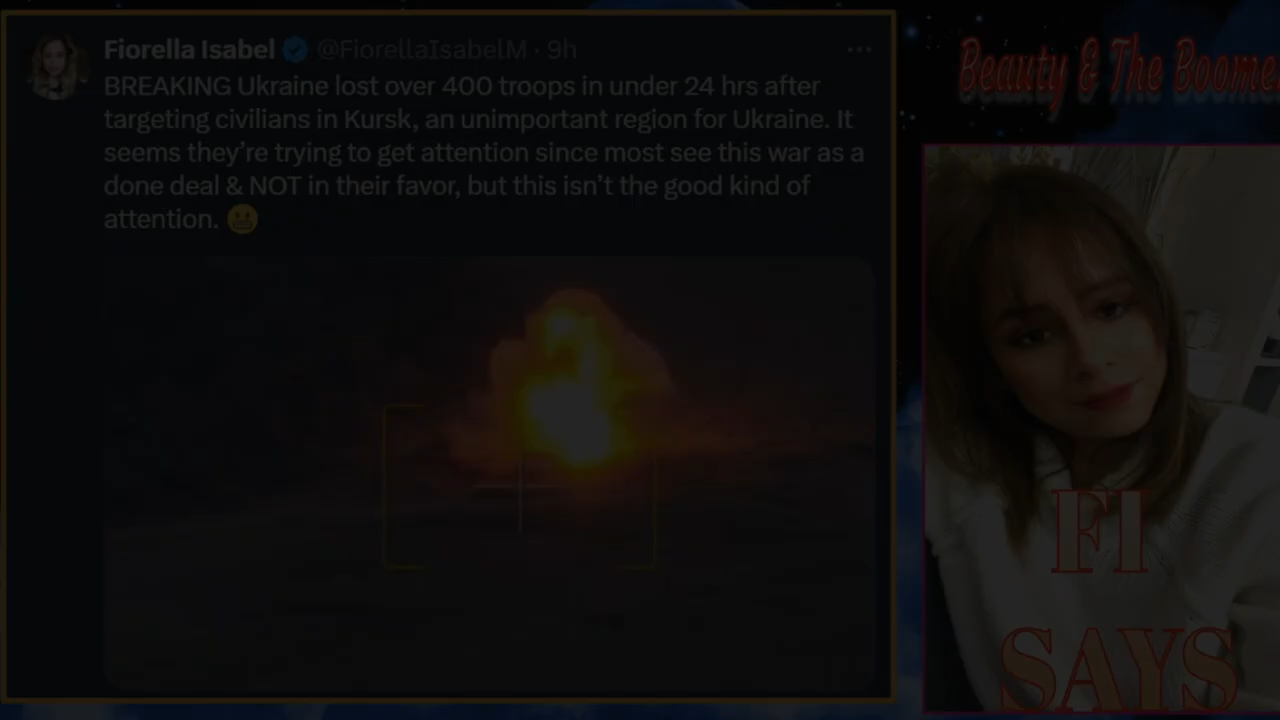 Fiorella Isabel @FiorellaIsabelM · 9h
BREAKING Ukraine lost over 400 troops in under 24 hrs after
targeting civilians in Kursk, an unimportant region for Ukraine. It
seems they’re trying to get attention since most see this war as a
done deal & NOT in their favor, but this isn’t the good kind of
attention. 😬
Beauty & The Boome
FI
SAYS